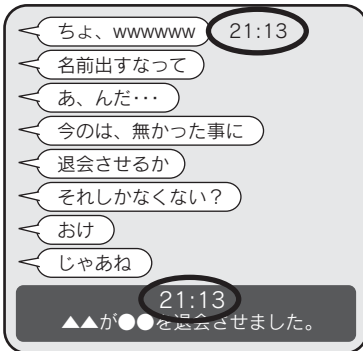 ちょ、wwwwww 21:13
名前出すなって
あ、んだ･･･
今のは、無かった事に
退会させるか
それしかなくない？
おけ
じゃあね
21:13
▲▲が●●を退会させました。